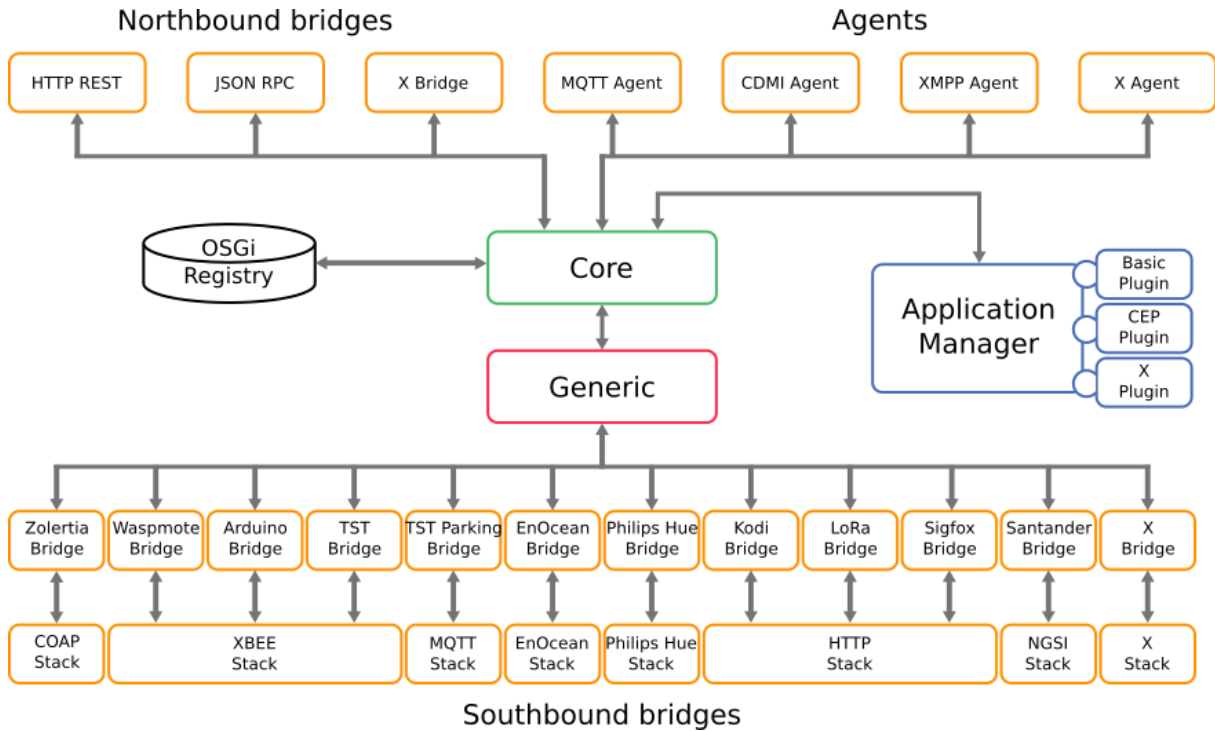 Northbound bridges
Agents
HTTP REST
JSON RPC
X Bridge
MQTT Agent
CDMI Agent
XMPP Agent
X Agent
OSGi
Registry
Core
Application
Manager
Basic
Plugin
CEP
Plugin
X
Plugin
Generic
Zolertia
Bridge
Waspmote
Bridge
Arduino
Bridge
TST
Bridge
TST Parking
Bridge
EnOcean
Bridge
Philips Hue
Bridge
Kodi
Bridge
LoRa
Bridge
Sigfox
Bridge
Santander
Bridge
X
Bridge
COAP
Stack
XBEE
Stack
MQTT
Stack
EnOcean
Stack
Philips Hue
Stack
HTTP
Stack
NGSI
Stack
X
Stack
Southbound bridges